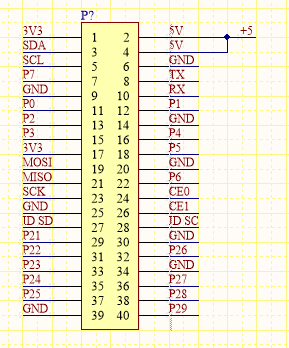 P?
3V3 1 2 5V +5
SDA 3 4 5V
SCL 5 6 GND
P7 7 8 TX
GND 9 10 RX
P0 11 12 P1
P2 13 14 GND
P3 15 16 P4
3V3 17 18 P5
MOSI 19 20 GND
MISO 21 22 P6
SCK 23 24 CE0
GND 25 26 CE1
ID SD 27 28 ID SC
P21 29 30 GND
P22 31 32 P26
P23 33 34 GND
P24 35 36 P27
P25 37 38 P28
GND 39 40 P29